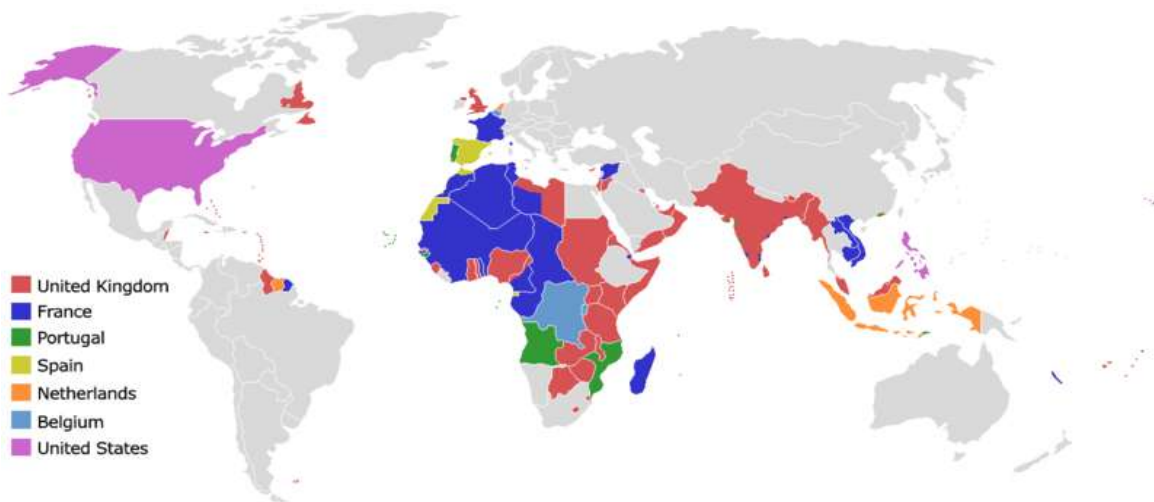 United Kingdom
France
Portugal
Spain
Netherlands
Belgium
United States